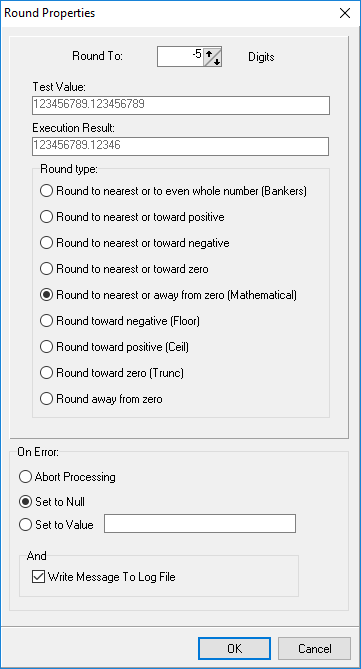 Round Properties
Round To: -5 Digits
Test Value:
123456789.123456789
Execution Result:
123456789.12346
Round type:
Round to nearest or to even whole number (Bankers)
Round to nearest or toward positive
Round to nearest or toward negative
Round to nearest or toward zero
Round to nearest or away from zero (Mathematical)
Round toward negative (Floor)
Round toward positive (Ceil)
Round toward zero (Trunc)
Round away from zero
On Error:
Abort Processing
Set to Null
Set to Value
And
Write Message To Log File
OK Cancel